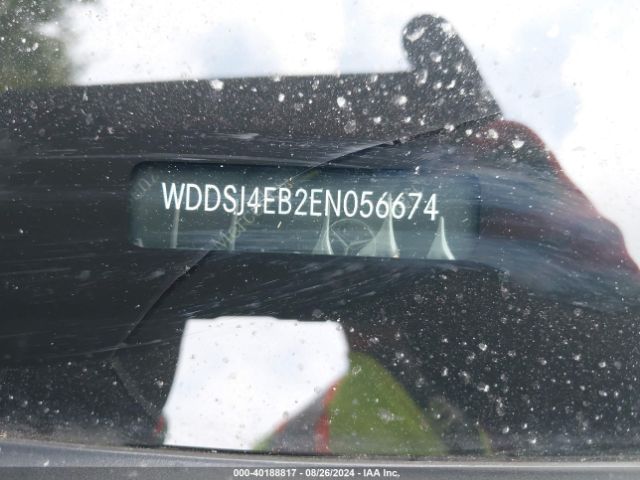 WDDSJ4EB2EN056674
000-40188817 - 08/26/2024 - IAA Inc.